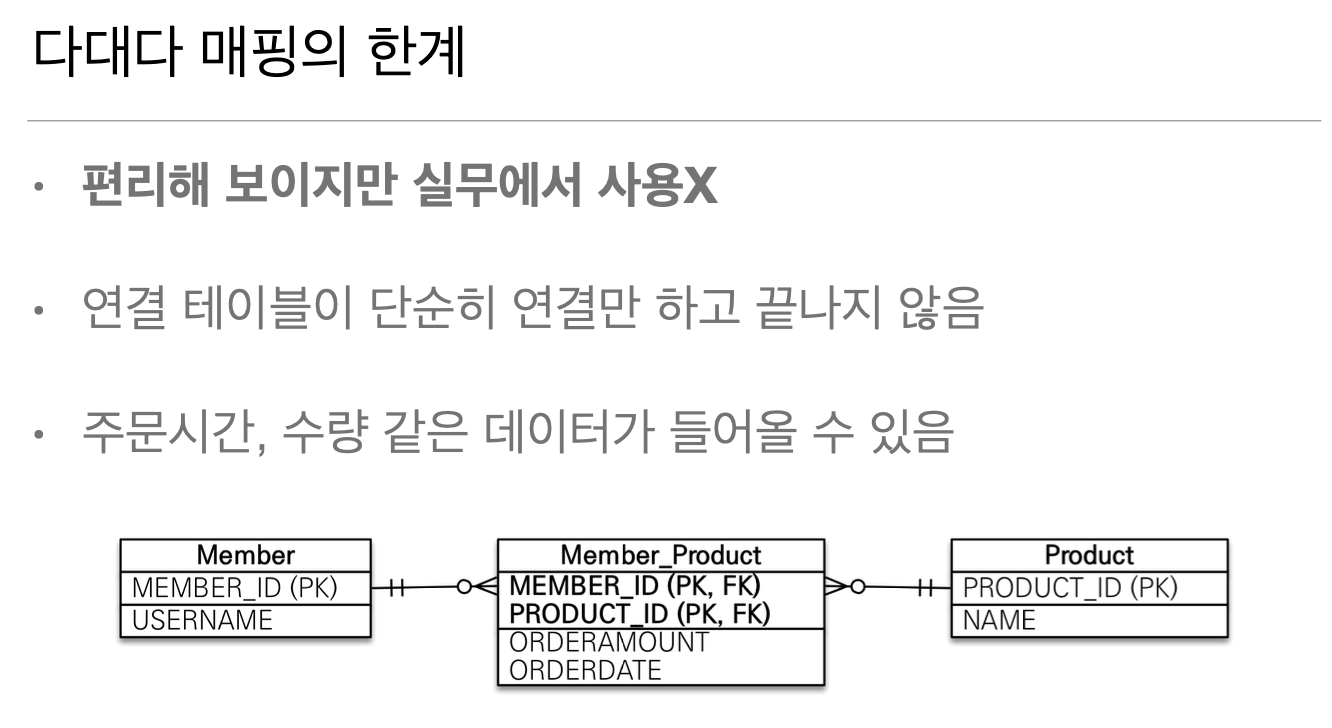 다대다 매핑의 한계
• 편리해 보이지만 실무에서 사용X
• 연결 테이블이 단순히 연결만 하고 끝나지 않음
• 주문시간, 수량 같은 데이터가 들어올 수 있음
Member
MEMBER_ID (PK)
USERNAME
Member_Product
MEMBER_ID (PK, FK)
PRODUCT_ID (PK, FK)
ORDERAMOUNT
ORDERDATE
Product
PRODUCT_ID (PK)
NAME